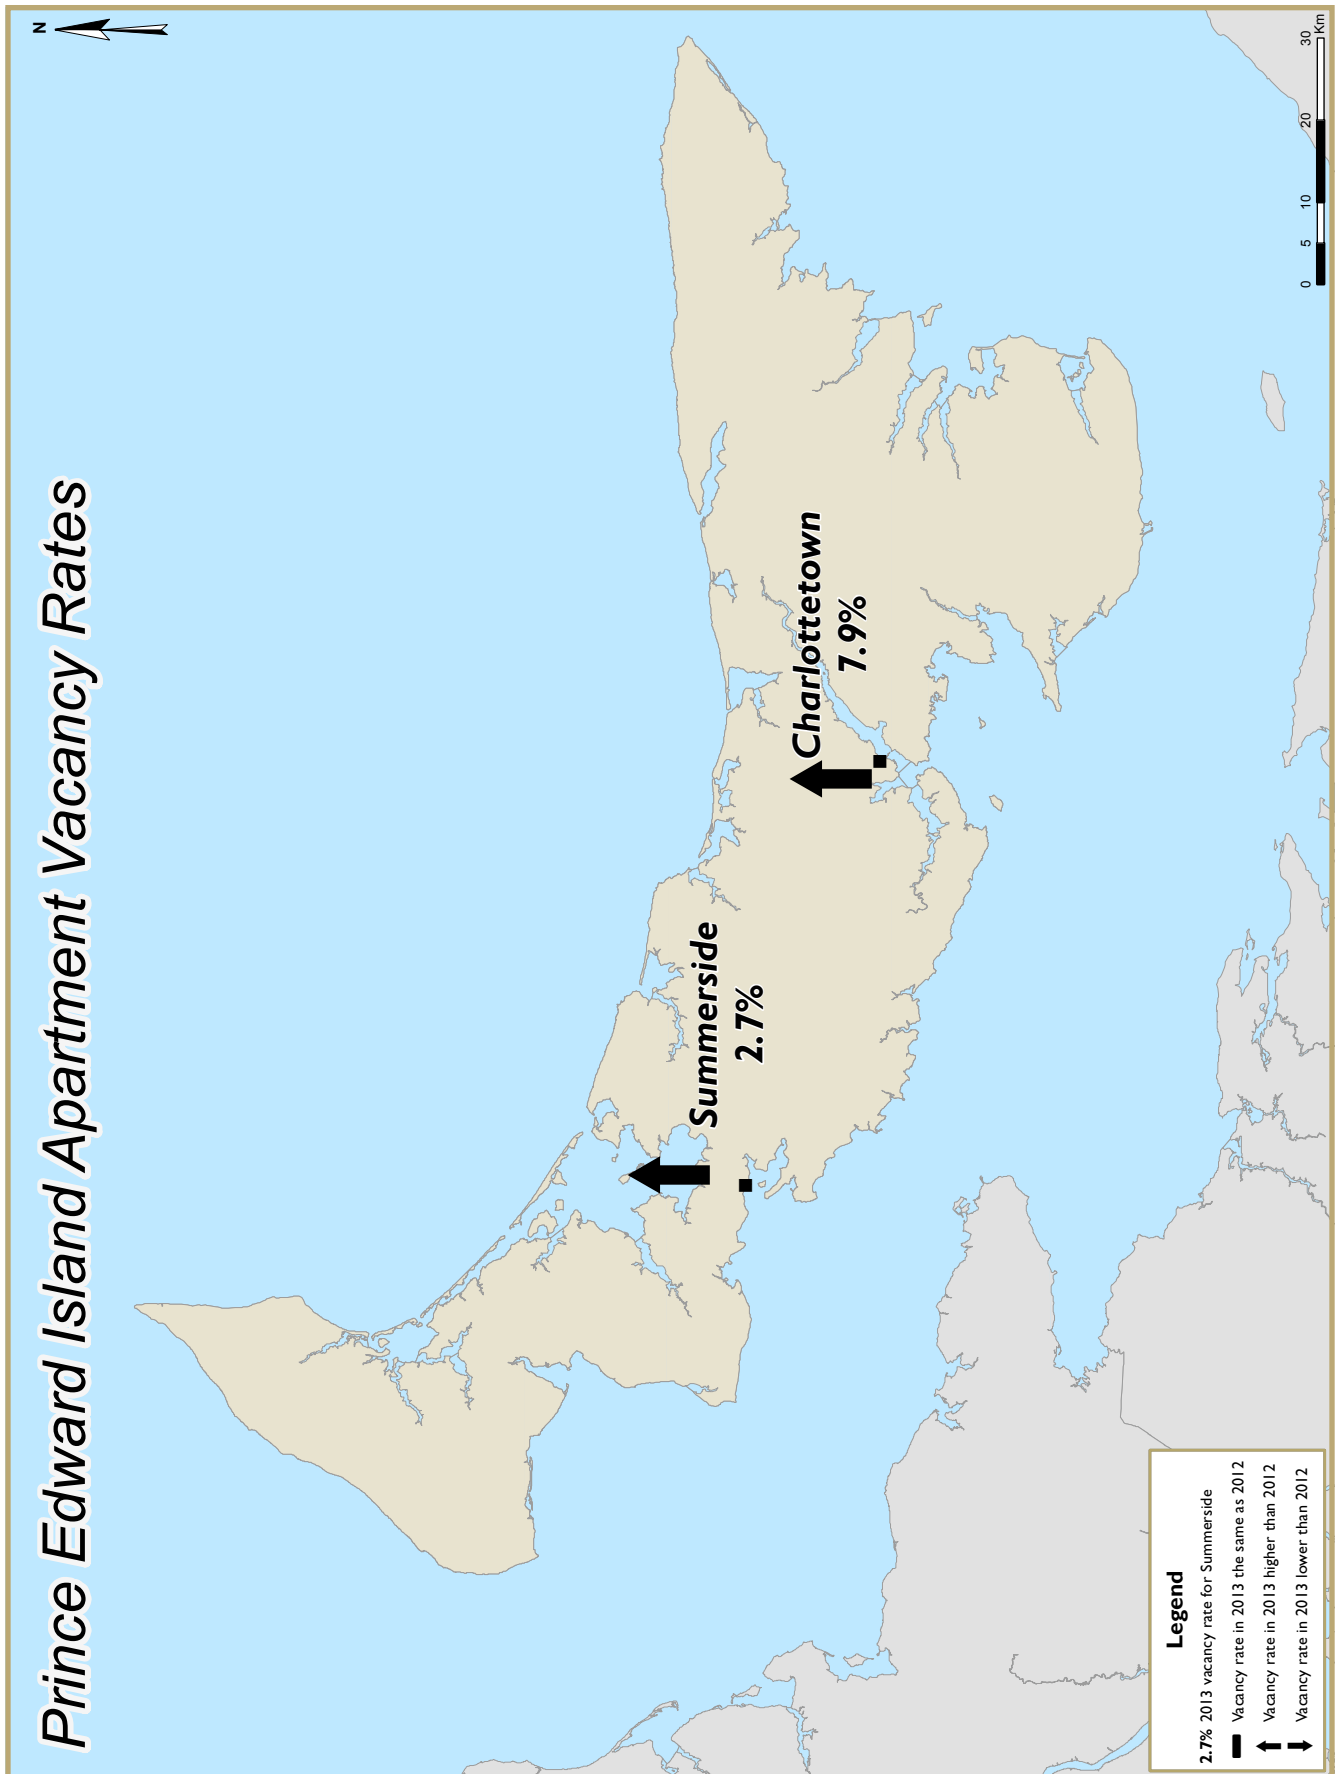 Prince Edward Island Apartment Vacancy Rates
N
Summerside
2.7%
Charlottetown
7.9%
Legend
2.7% 2013 vacancy rate for Summerside
Vacancy rate in 2013 the same as 2012
Vacancy rate in 2013 higher than 2012
Vacancy rate in 2013 lower than 2012
0 5 10 20 30
Km